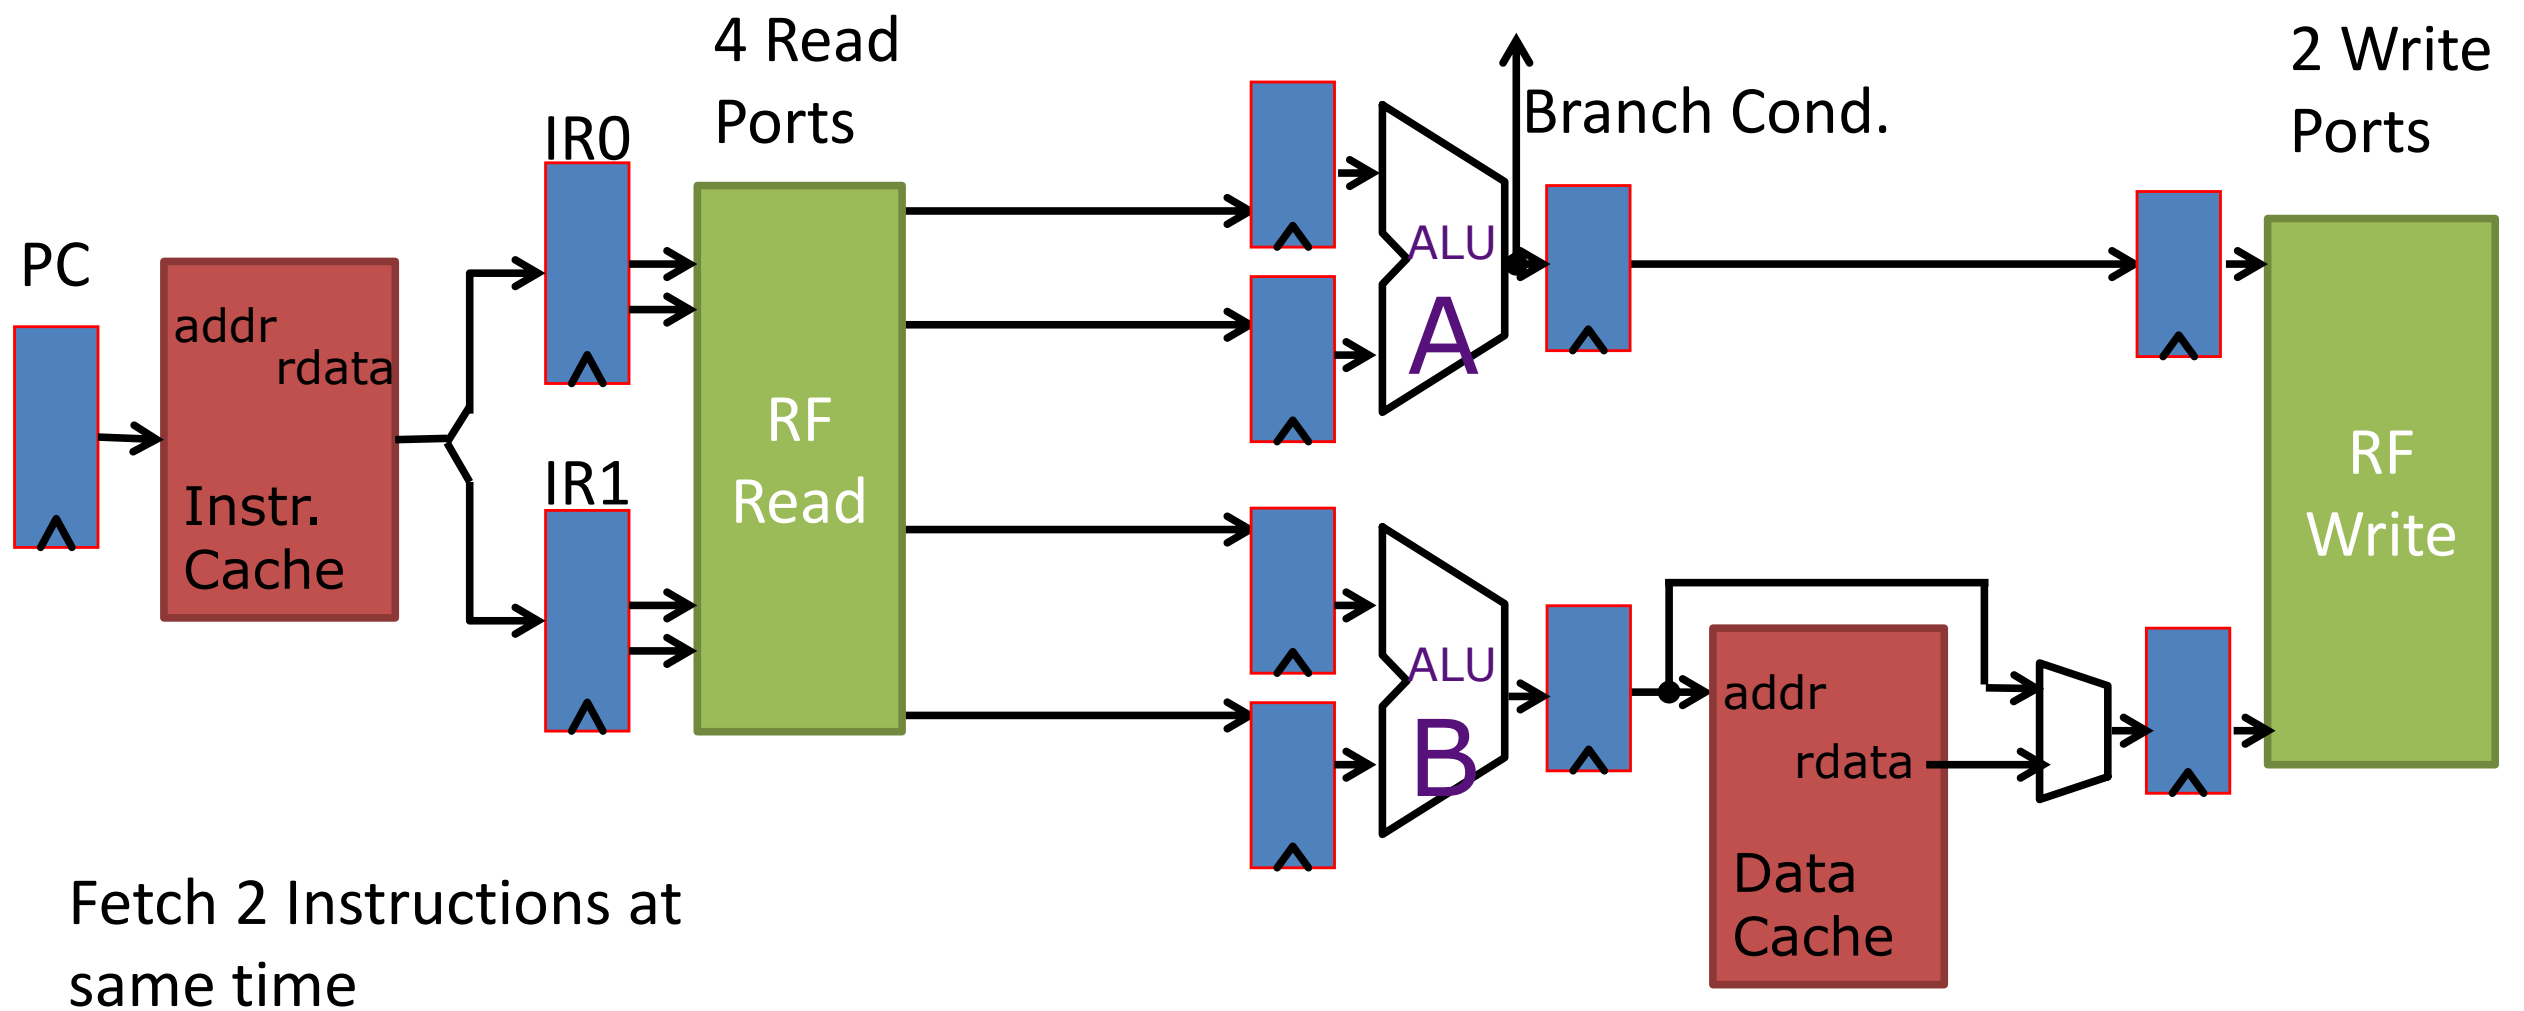 4 Read
Ports
2 Write
Ports
Branch Cond.
IR0
PC
addr
rdata
Instr.
Cache
IR1
RF
Read
ALU
A
ALU
B
addr
rdata
Data
Cache
RF
Write
Fetch 2 Instructions at
same time